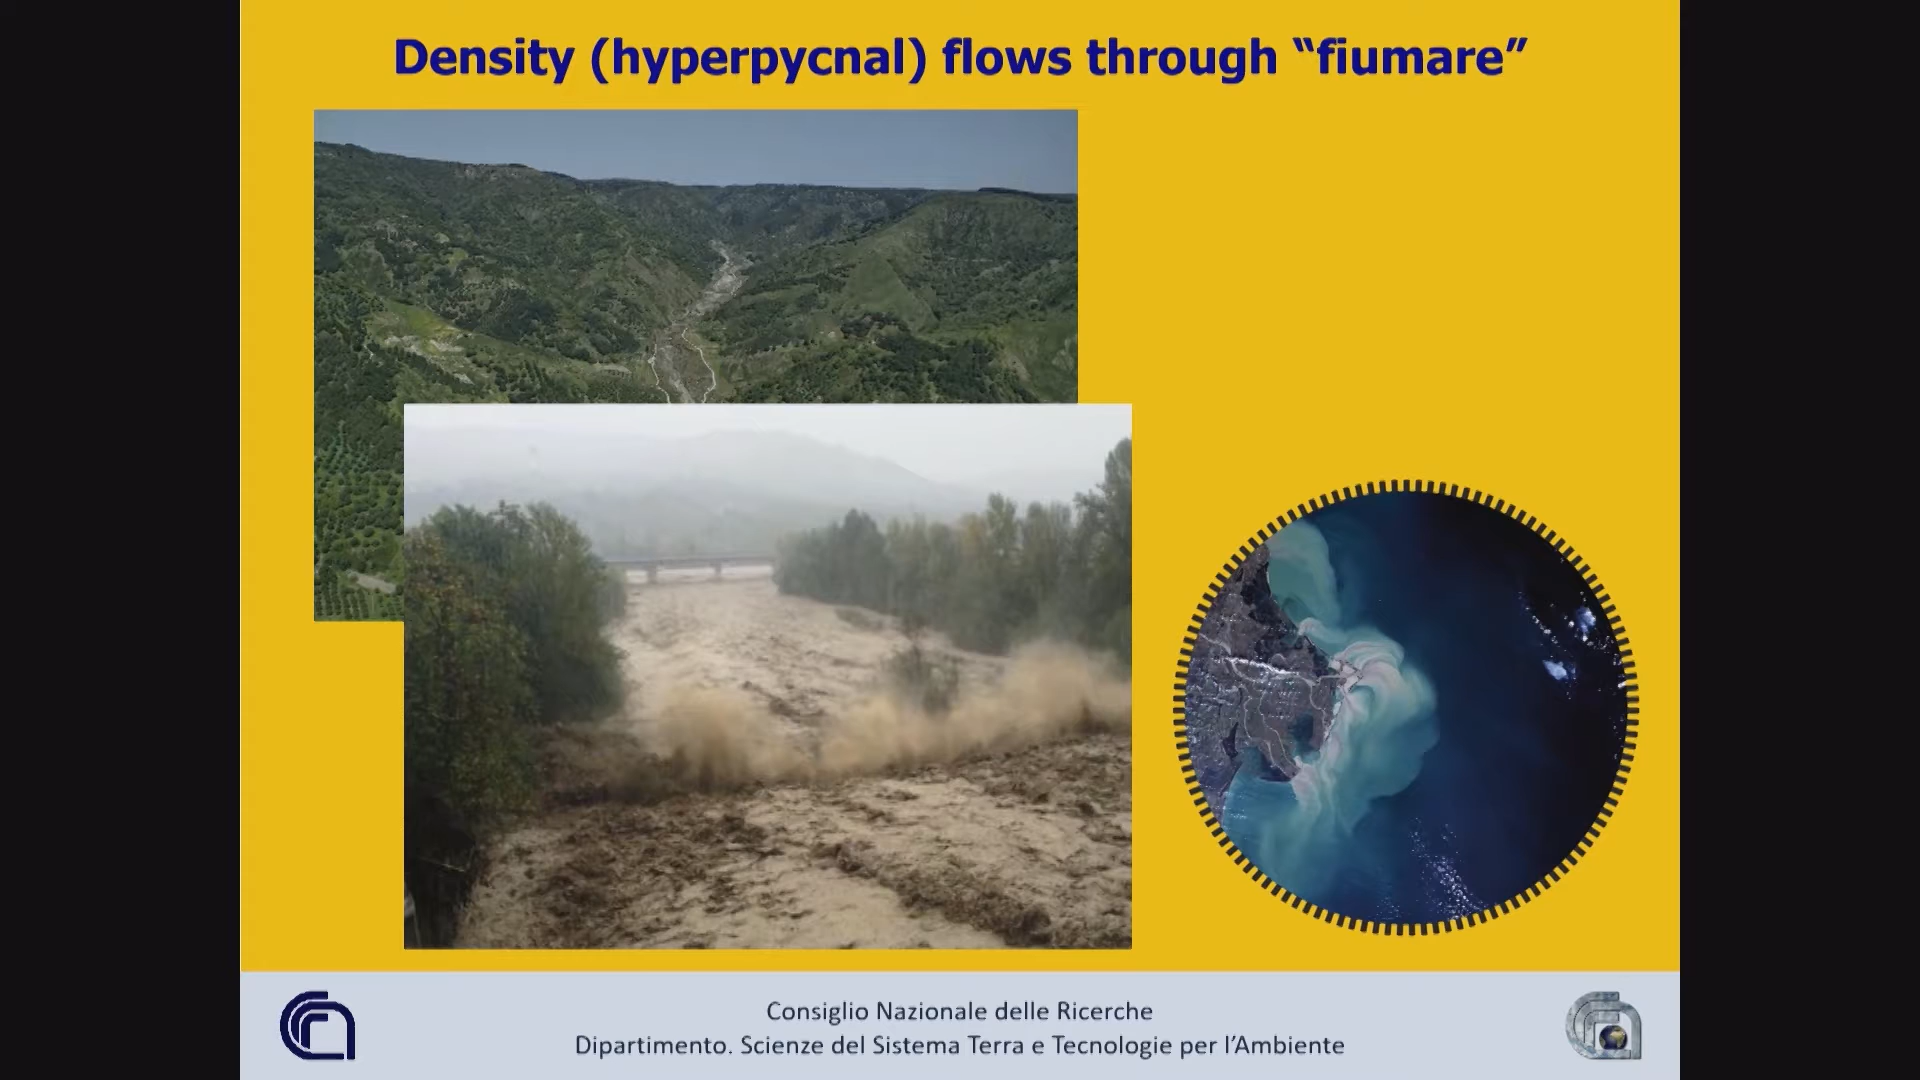 Density (hyperpycnal) flows through “fiumare”
Consiglio Nazionale delle Ricerche
Dipartimento. Scienze del Sistema Terra e Tecnologie per l’Ambiente